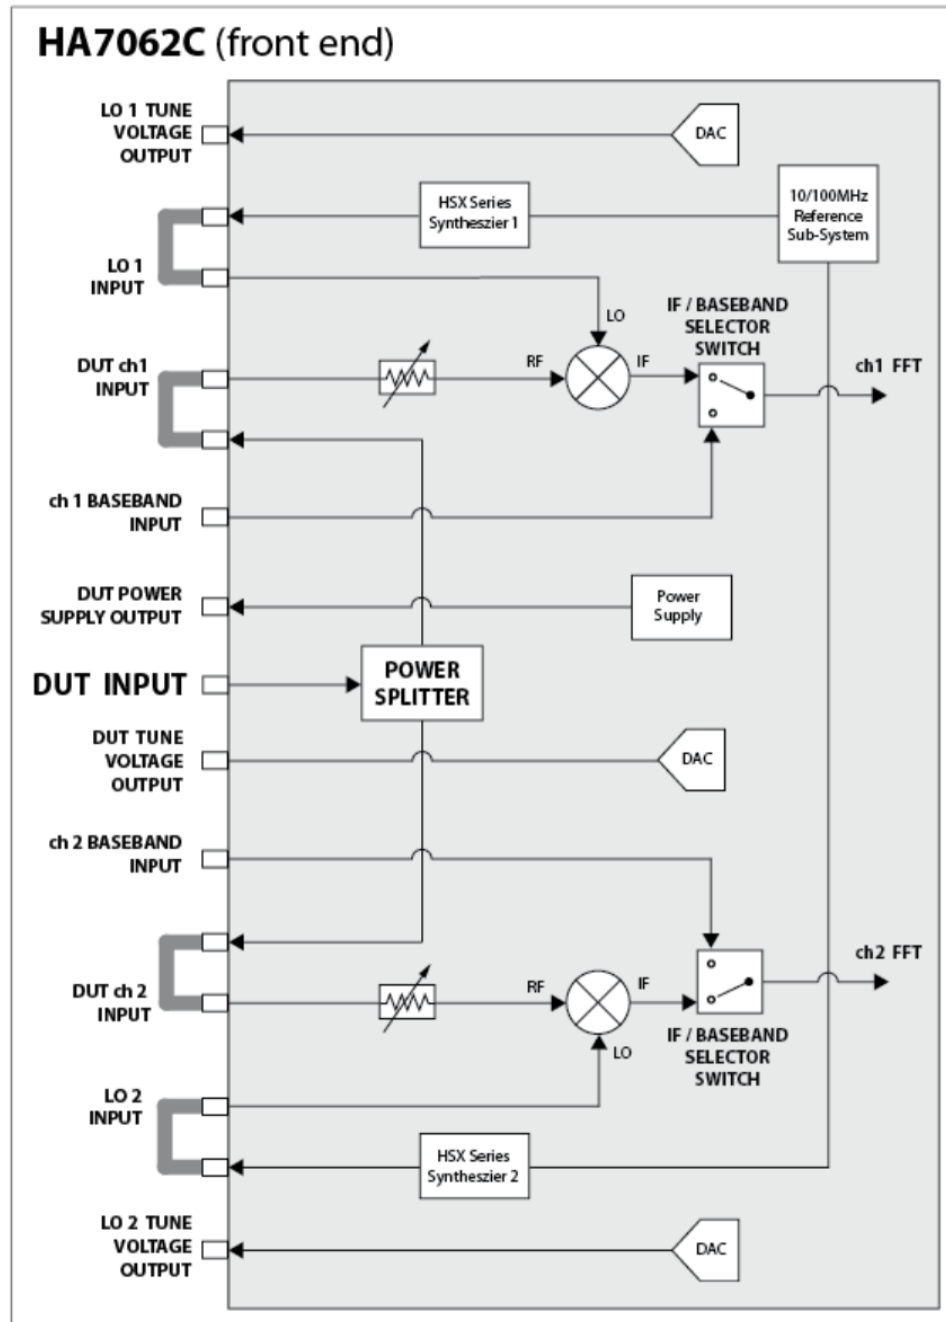 HA7062C (front end)
LO 1 TUNE
VOLTAGE
OUTPUT
DAC
HSX Series
Syntheszier 1
10/100MHz
Reference
Sub-System
LO 1
INPUT
LO
IF / BASEBAND
SELECTOR
SWITCH
DUT ch1
INPUT
RF
IF
ch1 FFT
ch 1 BASEBAND
INPUT
DUT POWER
SUPPLY OUTPUT
Power
Supply
DUT INPUT
POWER
SPLITTER
DUT TUNE
VOLTAGE
OUTPUT
DAC
ch 2 BASEBAND
INPUT
ch2 FFT
DUT ch 2
INPUT
RF
IF
LO
IF / BASEBAND
SELECTOR
SWITCH
LO 2
INPUT
HSX Series
Syntheszier 2
LO 2 TUNE
VOLTAGE
OUTPUT
DAC